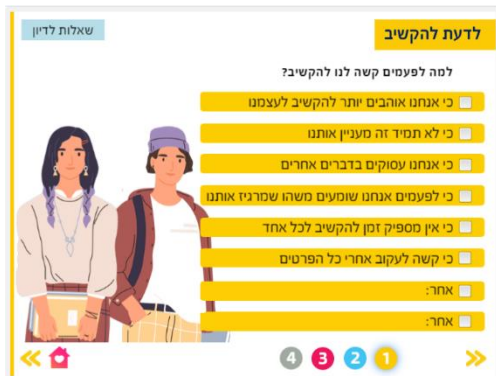 לדעת להקשיב
שאלות לדיון
למה לפעמים קשה לנו להקשיב?
כי אנחנו אוהבים יותר להקשיב לעצמנו
כי לא תמיד זה מעניין אותנו
כי אנחנו עסוקים בדברים אחרים
כי לפעמים אנחנו שומעים משהו שמרגיז אותנו
כי אין מספיק זמן להקשיב לכל אחד
כי קשה לעקוב אחרי כל הפרטים
אחר:
אחר:
1 2 3 4